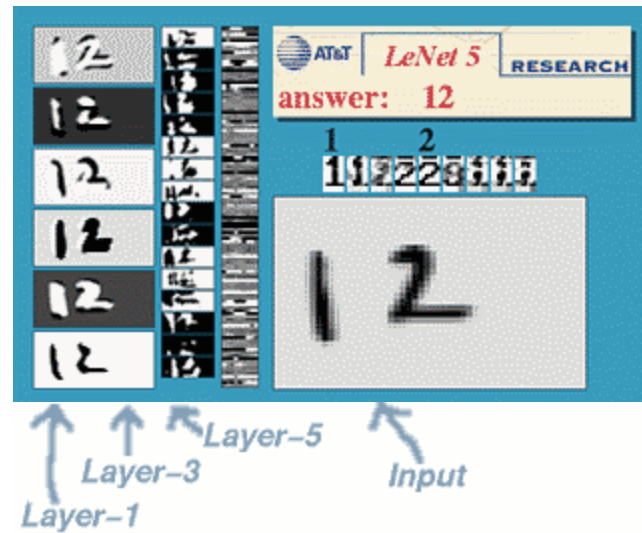 AT&T LeNet 5 RESEARCH
answer: 12
1 2
12
Layer-5
Layer-3
Input
Layer-1